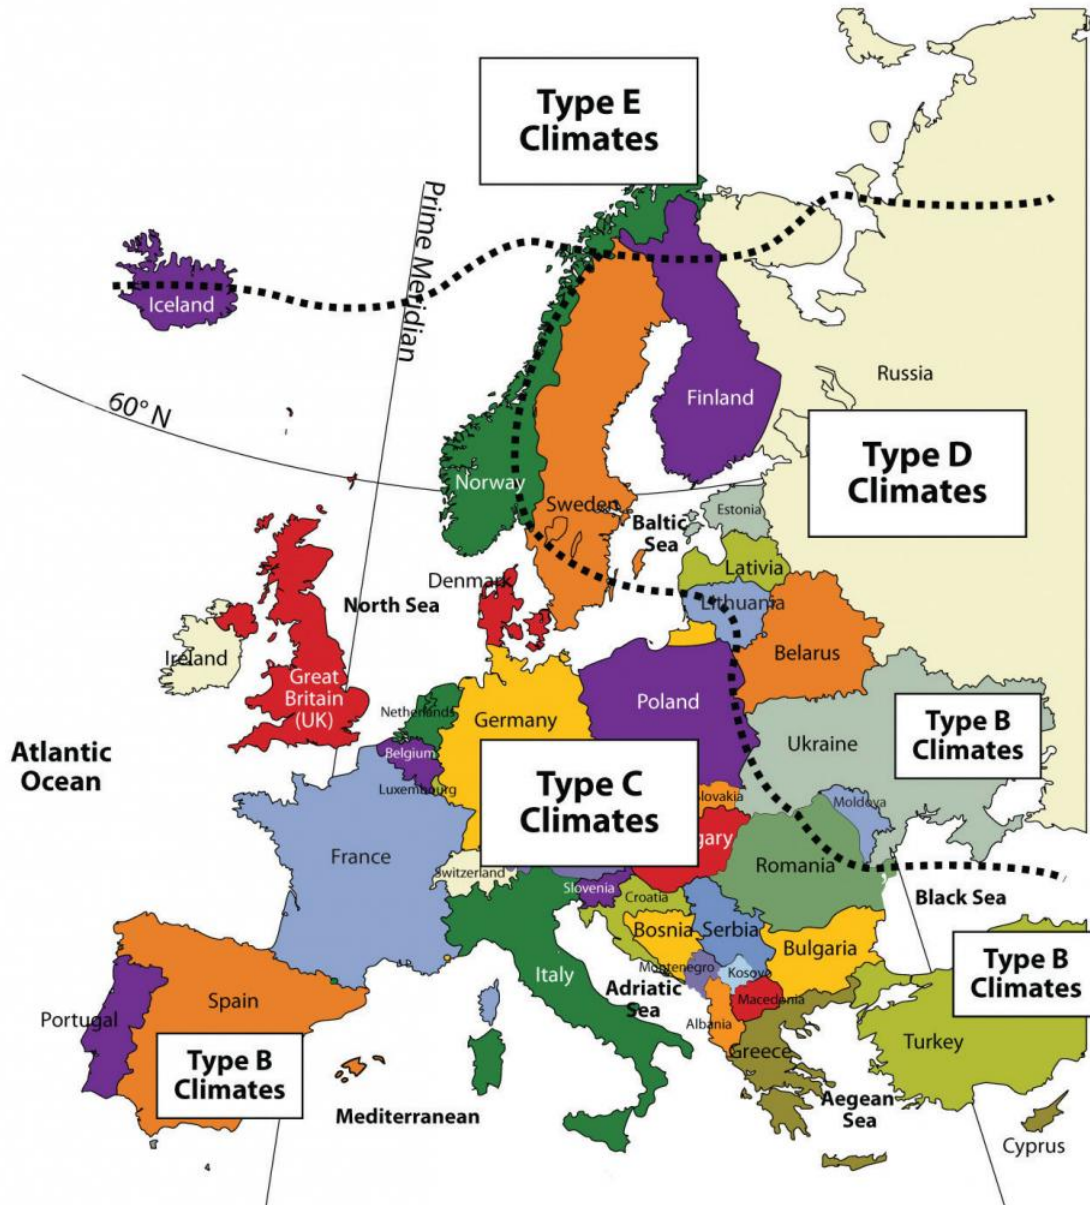 Type E
Climates
Prime Meridian
Iceland
60° N
Russia
Finland
Type D
Climates
Norway
Sweden
Baltic
Sea
Estonia
Lativia
Lithuania
Denmark
North Sea
Ireland
Great
Britain
(UK)
Belarus
Poland
Netherlands
Germany
Belgium
Luxembourg
Atlantic
Ocean
Ukraine
Type B
Climates
Type C
Climates
Slovakia
Moldova
gary
France
Switzerland
Romania
Slovenia
Croatia
Black Sea
Bosnia
Serbia
Bulgaria
Italy
Montenegro
Kosovo
Adriatic
Sea
Macedonia
Albania
Type B
Climates
Spain
Portugal
Turkey
Greece
Type B
Climates
Mediterranean
Aegean
Sea
Cyprus